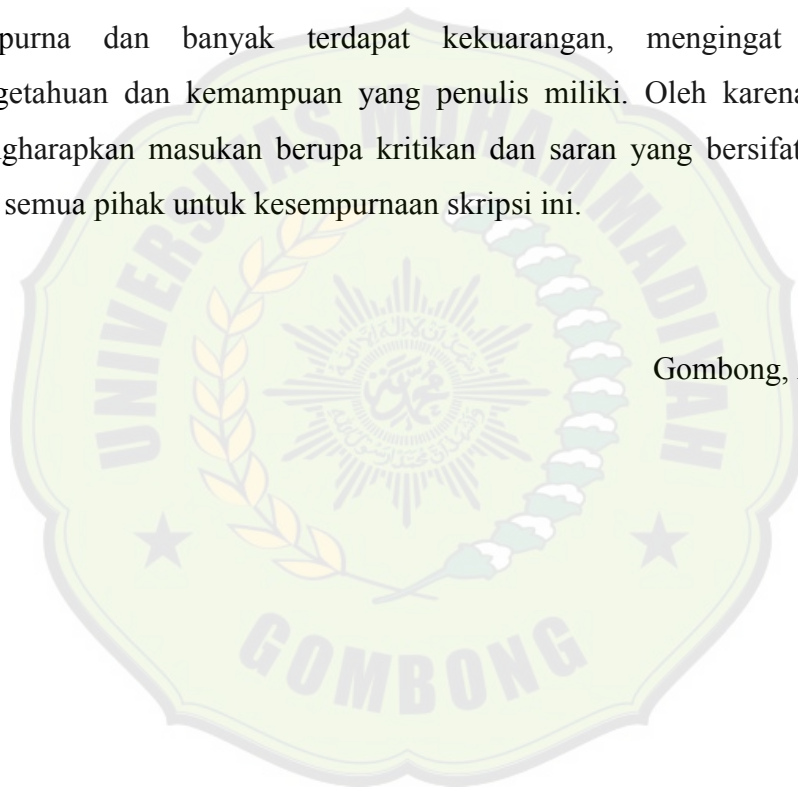 purna dan banyak terdapat kekuarangan, mengingat
getahuan dan kemampuan yang penulis miliki. Oleh karena
gharapkan masukan berupa kritikan dan saran yang bersifat
semua pihak untuk kesempurnaan skripsi ini.
Gombong,
UNIVERSITAS MUHAMMADIYAH
GOMBONG